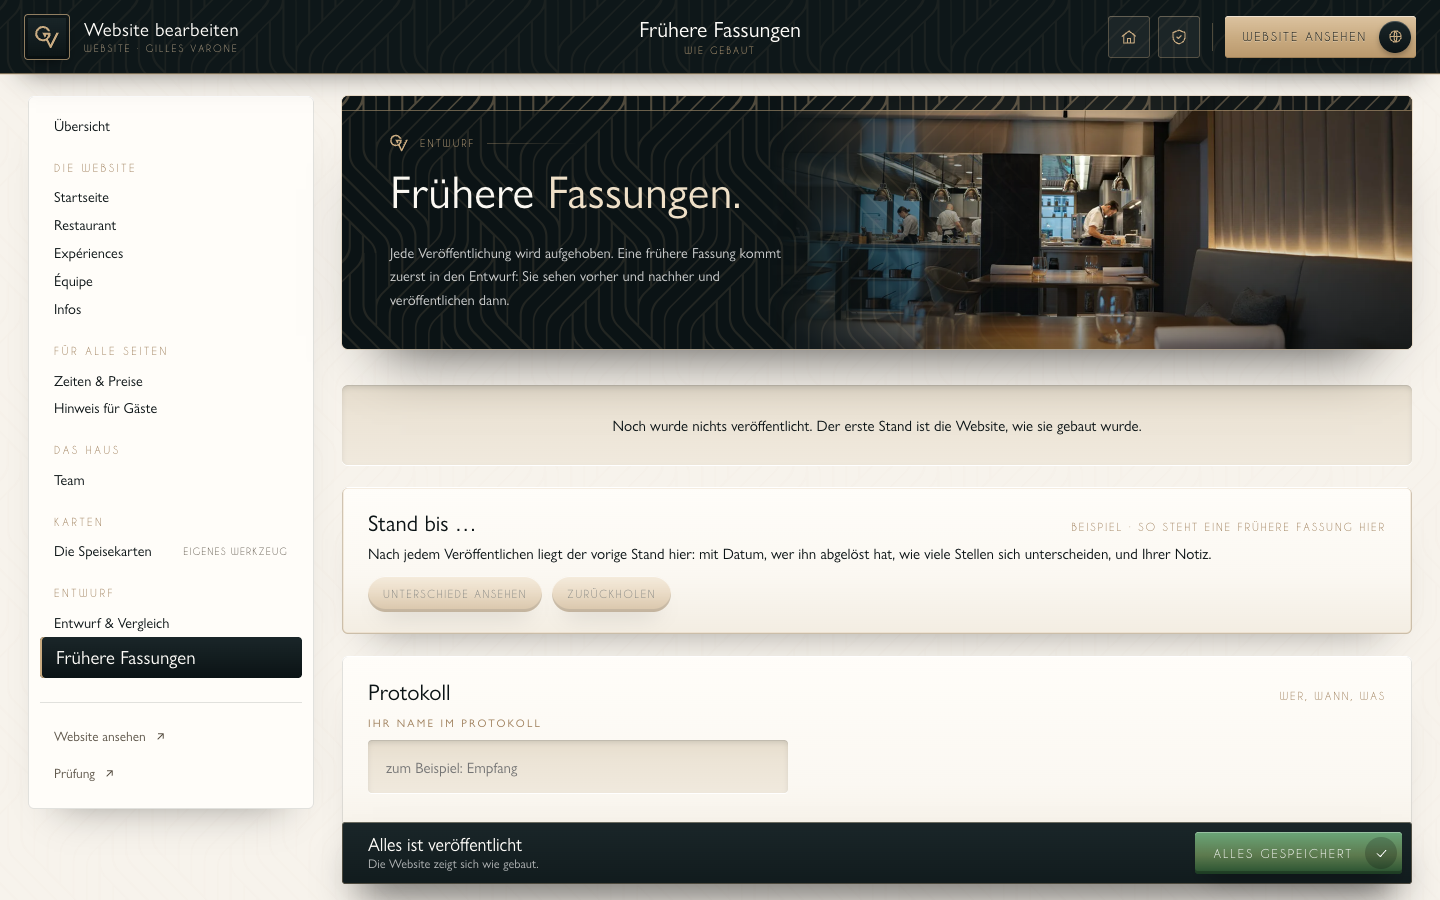 Website bearbeiten
WEBSITE · GILLES VARONE
Frühere Fassungen
WIE GEBAUT
WEBSITE ANSEHEN
Übersicht
DIE WEBSITE
Startseite
Restaurant
Expériences
Équipe
Infos
FÜR ALLE SEITEN
Zeiten & Preise
Hinweis für Gäste
DAS HAUS
Team
KARTEN
Die Speisekarten
EIGENES WERKZEUG
ENTWURF
Entwurf & Vergleich
Frühere Fassungen
Website ansehen
Prüfung
ENTWURF
Frühere Fassungen.
Jede Veröffentlichung wird aufgehoben. Eine frühere Fassung kommt
zuerst in den Entwurf: Sie sehen vorher und nachher und
veröffentlichen dann.
Noch wurde nichts veröffentlicht. Der erste Stand ist die Website, wie sie gebaut wurde.
Stand bis …
BEISPIEL · SO STEHT EINE FRÜHERE FASSUNG HIER
Nach jedem Veröffentlichen liegt der vorige Stand hier: mit Datum, wer ihn abgelöst hat, wie viele Stellen sich unterscheiden, und Ihrer Notiz.
UNTERSCHIEDE ANSEHEN
ZURÜCKHOLEN
Protokoll
WER, WANN, WAS
IHR NAME IM PROTOKOLL
zum Beispiel: Empfang
Alles ist veröffentlicht
Die Website zeigt sich wie gebaut.
ALLES GESPEICHERT